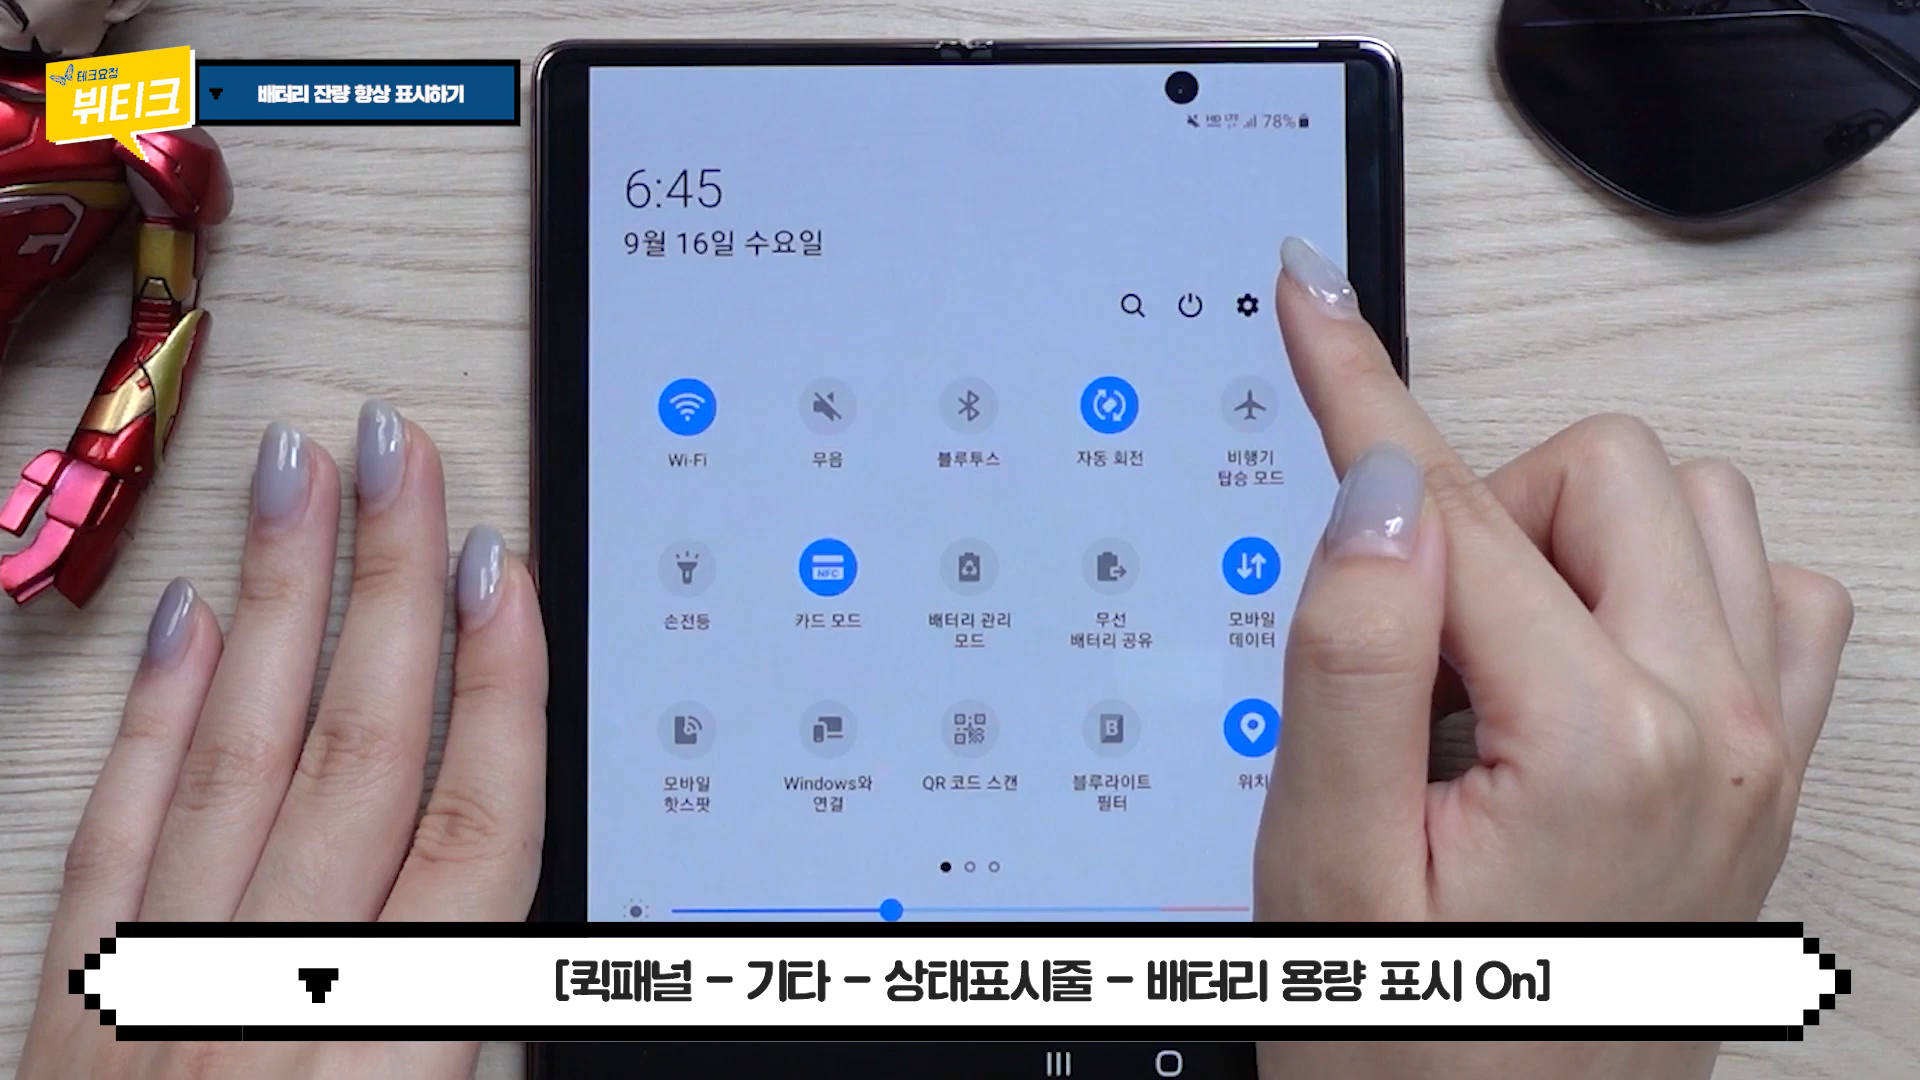 테크요정
뷔티크
배터리 잔량 항상 표시하기
78%
6:45
9월 16일 수요일
Wi-Fi
무음
블루투스
자동 회전
비행기
탑승 모드
손전등
NFC
카드 모드
배터리 관리
모드
무선
배터리 공유
모바일
데이터
모바일
핫스팟
Windows와
연결
QR 코드 스캔
B
블루라이트
필터
위치
[퀵패널 - 기타 - 상태표시줄 - 배터리 용량 표시 On]